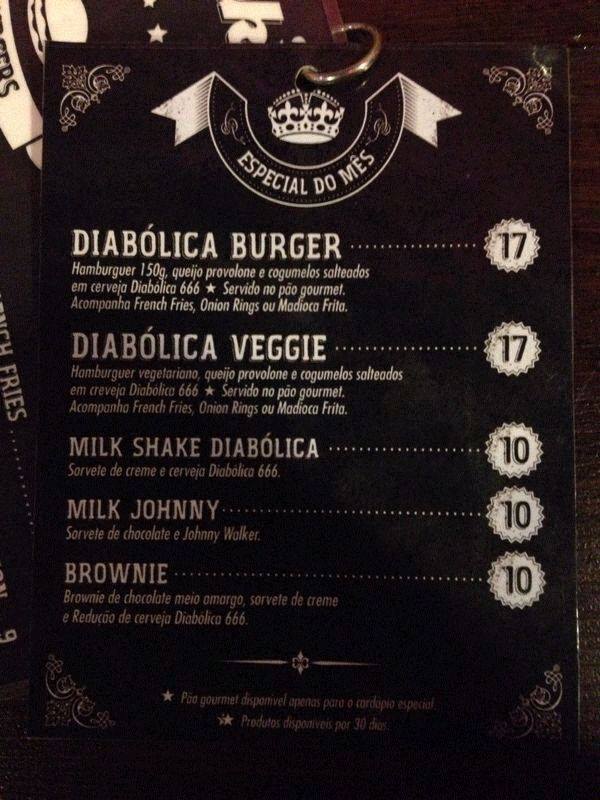 ESPECIAL DO MÊS
DIABÓLICA BURGER 17
Hamburguer 150g, queijo provolone e cogumelos salteados
em cerveja Diabólica 666 ★ Servido no pão gourmet.
Acompanha French Fries, Onion Rings ou Madioca Frita.
DIABÓLICA VEGGIE 17
Hamburguer vegetariano, queijo provolone e cogumelos salteados
em creveja Diabólica 666 ★ Servido no pão gourmet.
Acompanha French Fries, Onion Rings ou Madioca Frita.
MILK SHAKE DIABÓLICA 10
Sorvete de creme e cerveja Diabólica 666.
MILK JOHNNY 10
Sorvete de chocolate e Johnny Walker.
BROWNIE 10
Brownie de chocolate meio amargo, sorvete de creme
e Redução de cerveja Diabólica 666.
★ Pão gourmet disponível apenas para o cardápio especial.
★ Produtos disponíveis por 30 dias.
FRIES
9